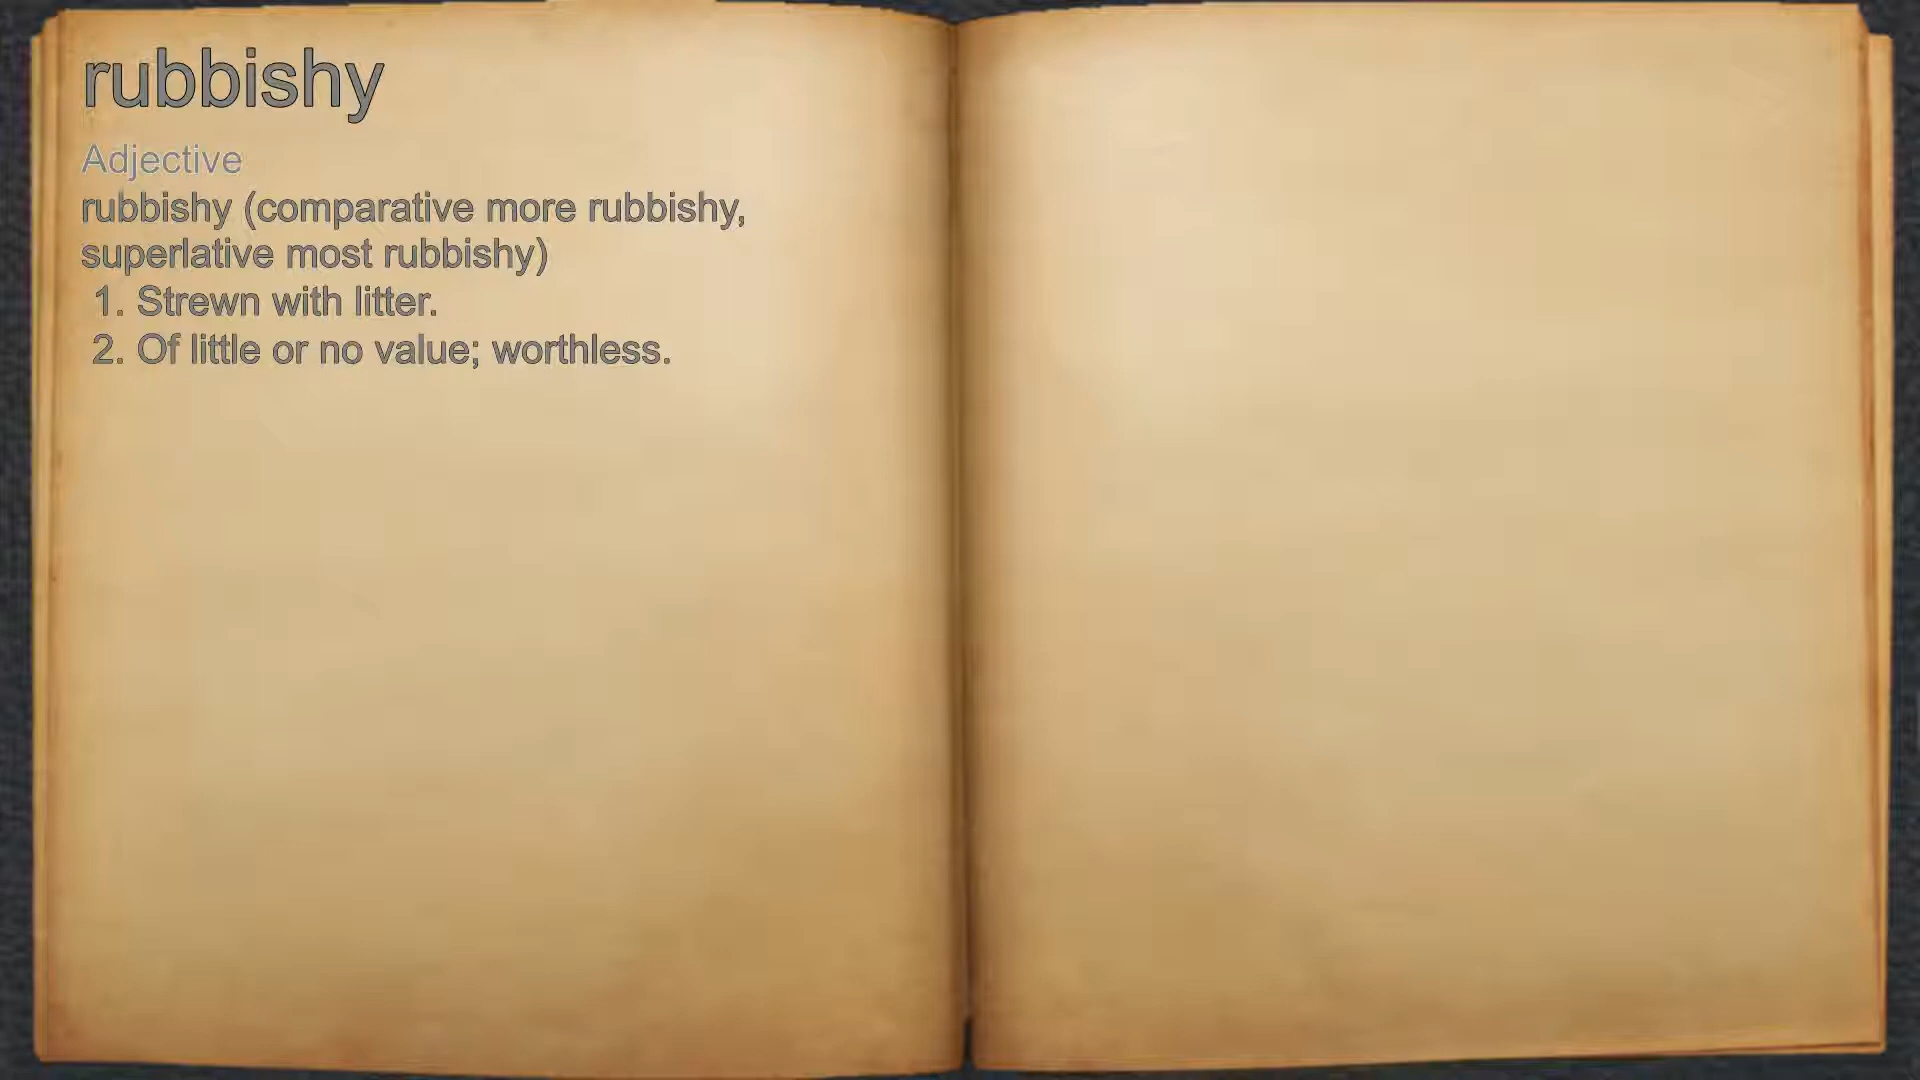 rubbishy
Adjective
rubbishy (comparative more rubbishy,
superlative most rubbishy)
1. Strewn with litter.
2. Of little or no value; worthless.